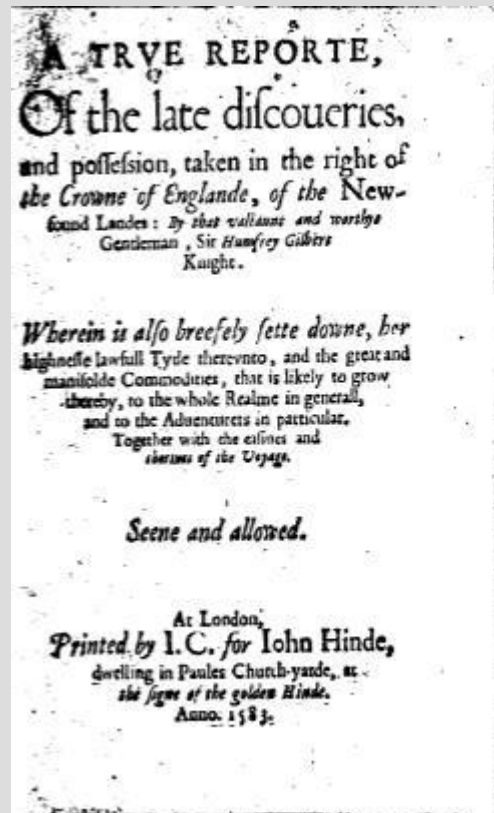 A TRVE REPORTE,
Of the late diſcoueries,
and poſſeſsion, taken in the right of
the Crowne of Englande, of the New-
found Landes: By that valiaunt and worthye
Gentleman, Sir Humfrey Gilbert
Knight.
Wherein is alſo breefely ſette downe, her
highneſſe lawfull Tytle therevnto, and the great and
manifolde Commodities, that is likely to grow
thereby, to the whole Realme in generall,
and to the Aduenturers in particular.
Together with the eaſines and
ſhortnes of the Voyage.
Seene and allowed.
At London,
Printed by I.C. for Iohn Hinde,
dwelling in Paules Church-yarde, at
the ſigne of the golden Hinde.
Anno. 1583.